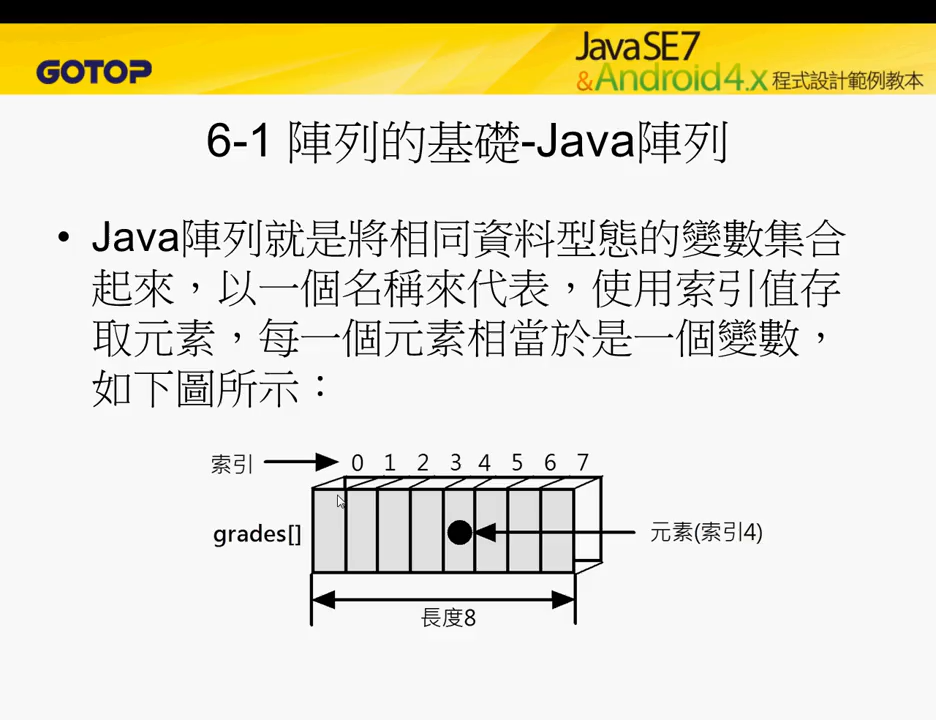 GOTOP
Java SE 7
&Android 4.x 程式設計範例教本
6-1 陣列的基礎-Java陣列
• Java陣列就是將相同資料型態的變數集合
起來，以一個名稱來代表，使用索引值存
取元素，每一個元素相當於是一個變數，
如下圖所示：
索引 0 1 2 3 4 5 6 7
grades[] 元素(索引4)
長度8